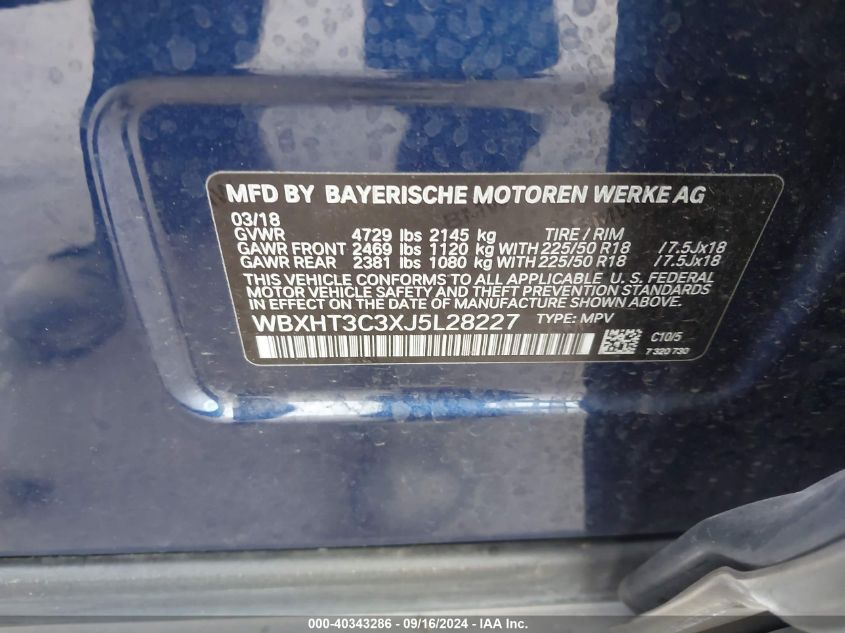 MFD BY BAYERISCHE MOTOREN WERKE AG
03/18
GVWR 4729 lbs 2145 kg TIRE / RIM
GAWR FRONT 2469 lbs 1120 kg WITH 225/50 R18 / 7.5Jx18
GAWR REAR 2381 lbs 1080 kg WITH 225/50 R18 / 7.5Jx18
THIS VEHICLE CONFORMS TO ALL APPLICABLE U. S. FEDERAL
MOTOR VEHICLE SAFETY AND THEFT PREVENTION STANDARDS
IN EFFECT ON THE DATE OF MANUFACTURE SHOWN ABOVE.
WBXHT3C3XJ5L28227 TYPE: MPV
C10/5
7 320 730
000-40343286 - 09/16/2024 - IAA Inc.